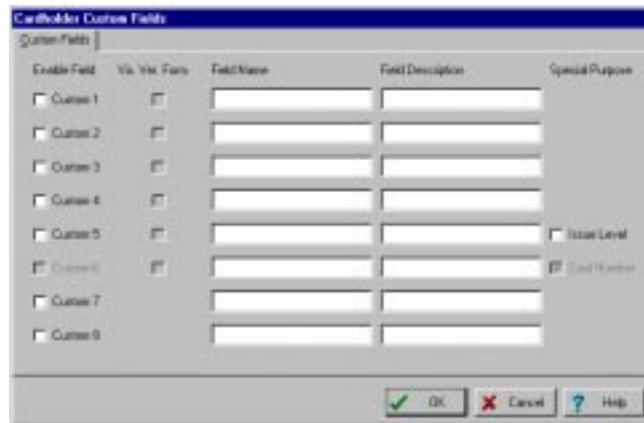 Cardholder Custom Fields
Custom Fields
Enable Field Vis. Ver. Form Field Name Field Description Special Purpose
Custom 1
Custom 2
Custom 3
Custom 4
Custom 5 Issue Level
Custom 6 Card Number
Custom 7
Custom 8
OK Cancel ? Help